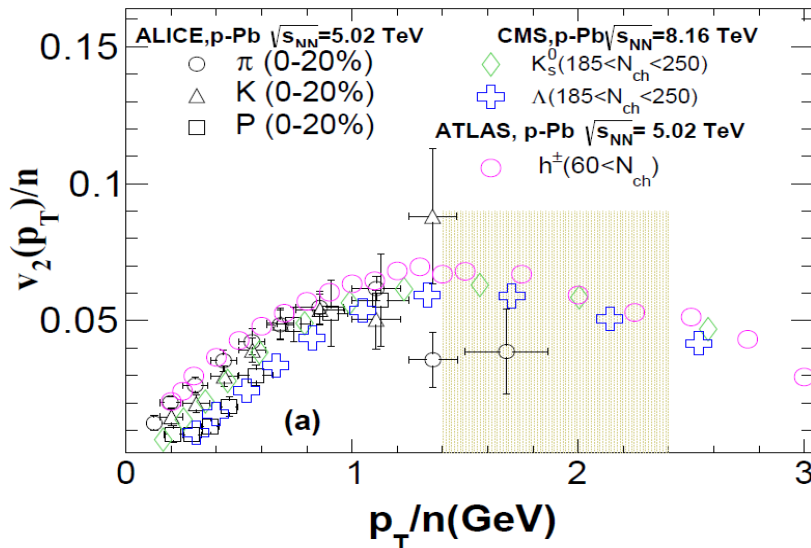 ALICE,p-Pb √sNN=5.02 TeV
π (0-20%)
K (0-20%)
P (0-20%)
CMS,p-Pb√sNN=8.16 TeV
K0s(185<Nch<250)
Λ(185<Nch<250)
ATLAS, p-Pb √sNN= 5.02 TeV
h±(60<Nch)
v2(pT)/n
0.15
0.1
0.05
(a)
0 1 2 3
pT/n(GeV)